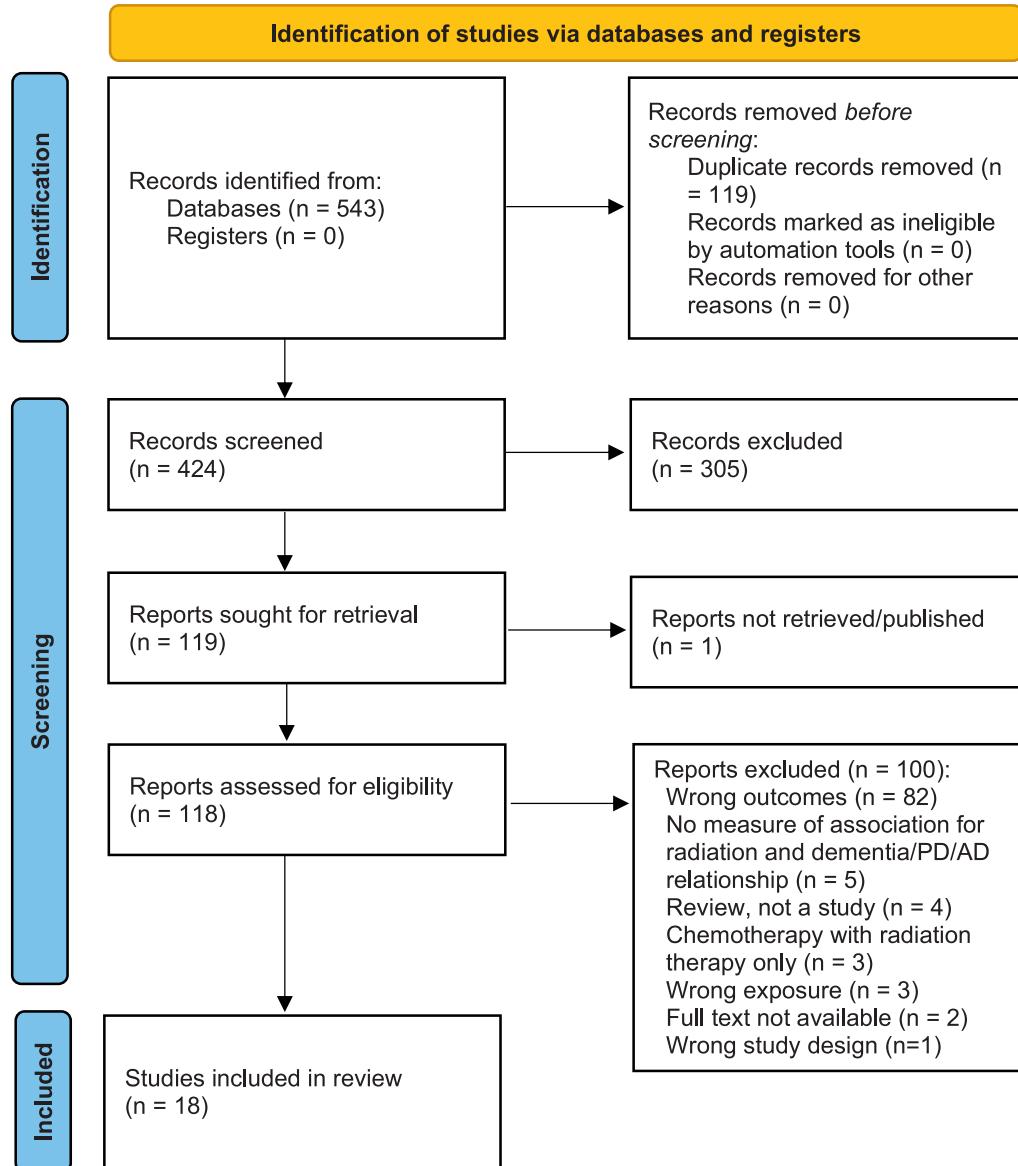 Identification of studies via databases and registers
Identification
Records identified from:
Databases (n = 543)
Registers (n = 0)
Records removed before
screening:
Duplicate records removed (n
= 119)
Records marked as ineligible
by automation tools (n = 0)
Records removed for other
reasons (n = 0)
Screening
Records screened
(n = 424)
Records excluded
(n = 305)
Reports sought for retrieval
(n = 119)
Reports not retrieved/published
(n = 1)
Reports assessed for eligibility
(n = 118)
Reports excluded (n = 100):
Wrong outcomes (n = 82)
No measure of association for
radiation and dementia/PD/AD
relationship (n = 5)
Review, not a study (n = 4)
Chemotherapy with radiation
therapy only (n = 3)
Wrong exposure (n = 3)
Full text not available (n = 2)
Wrong study design (n=1)
Included
Studies included in review
(n = 18)